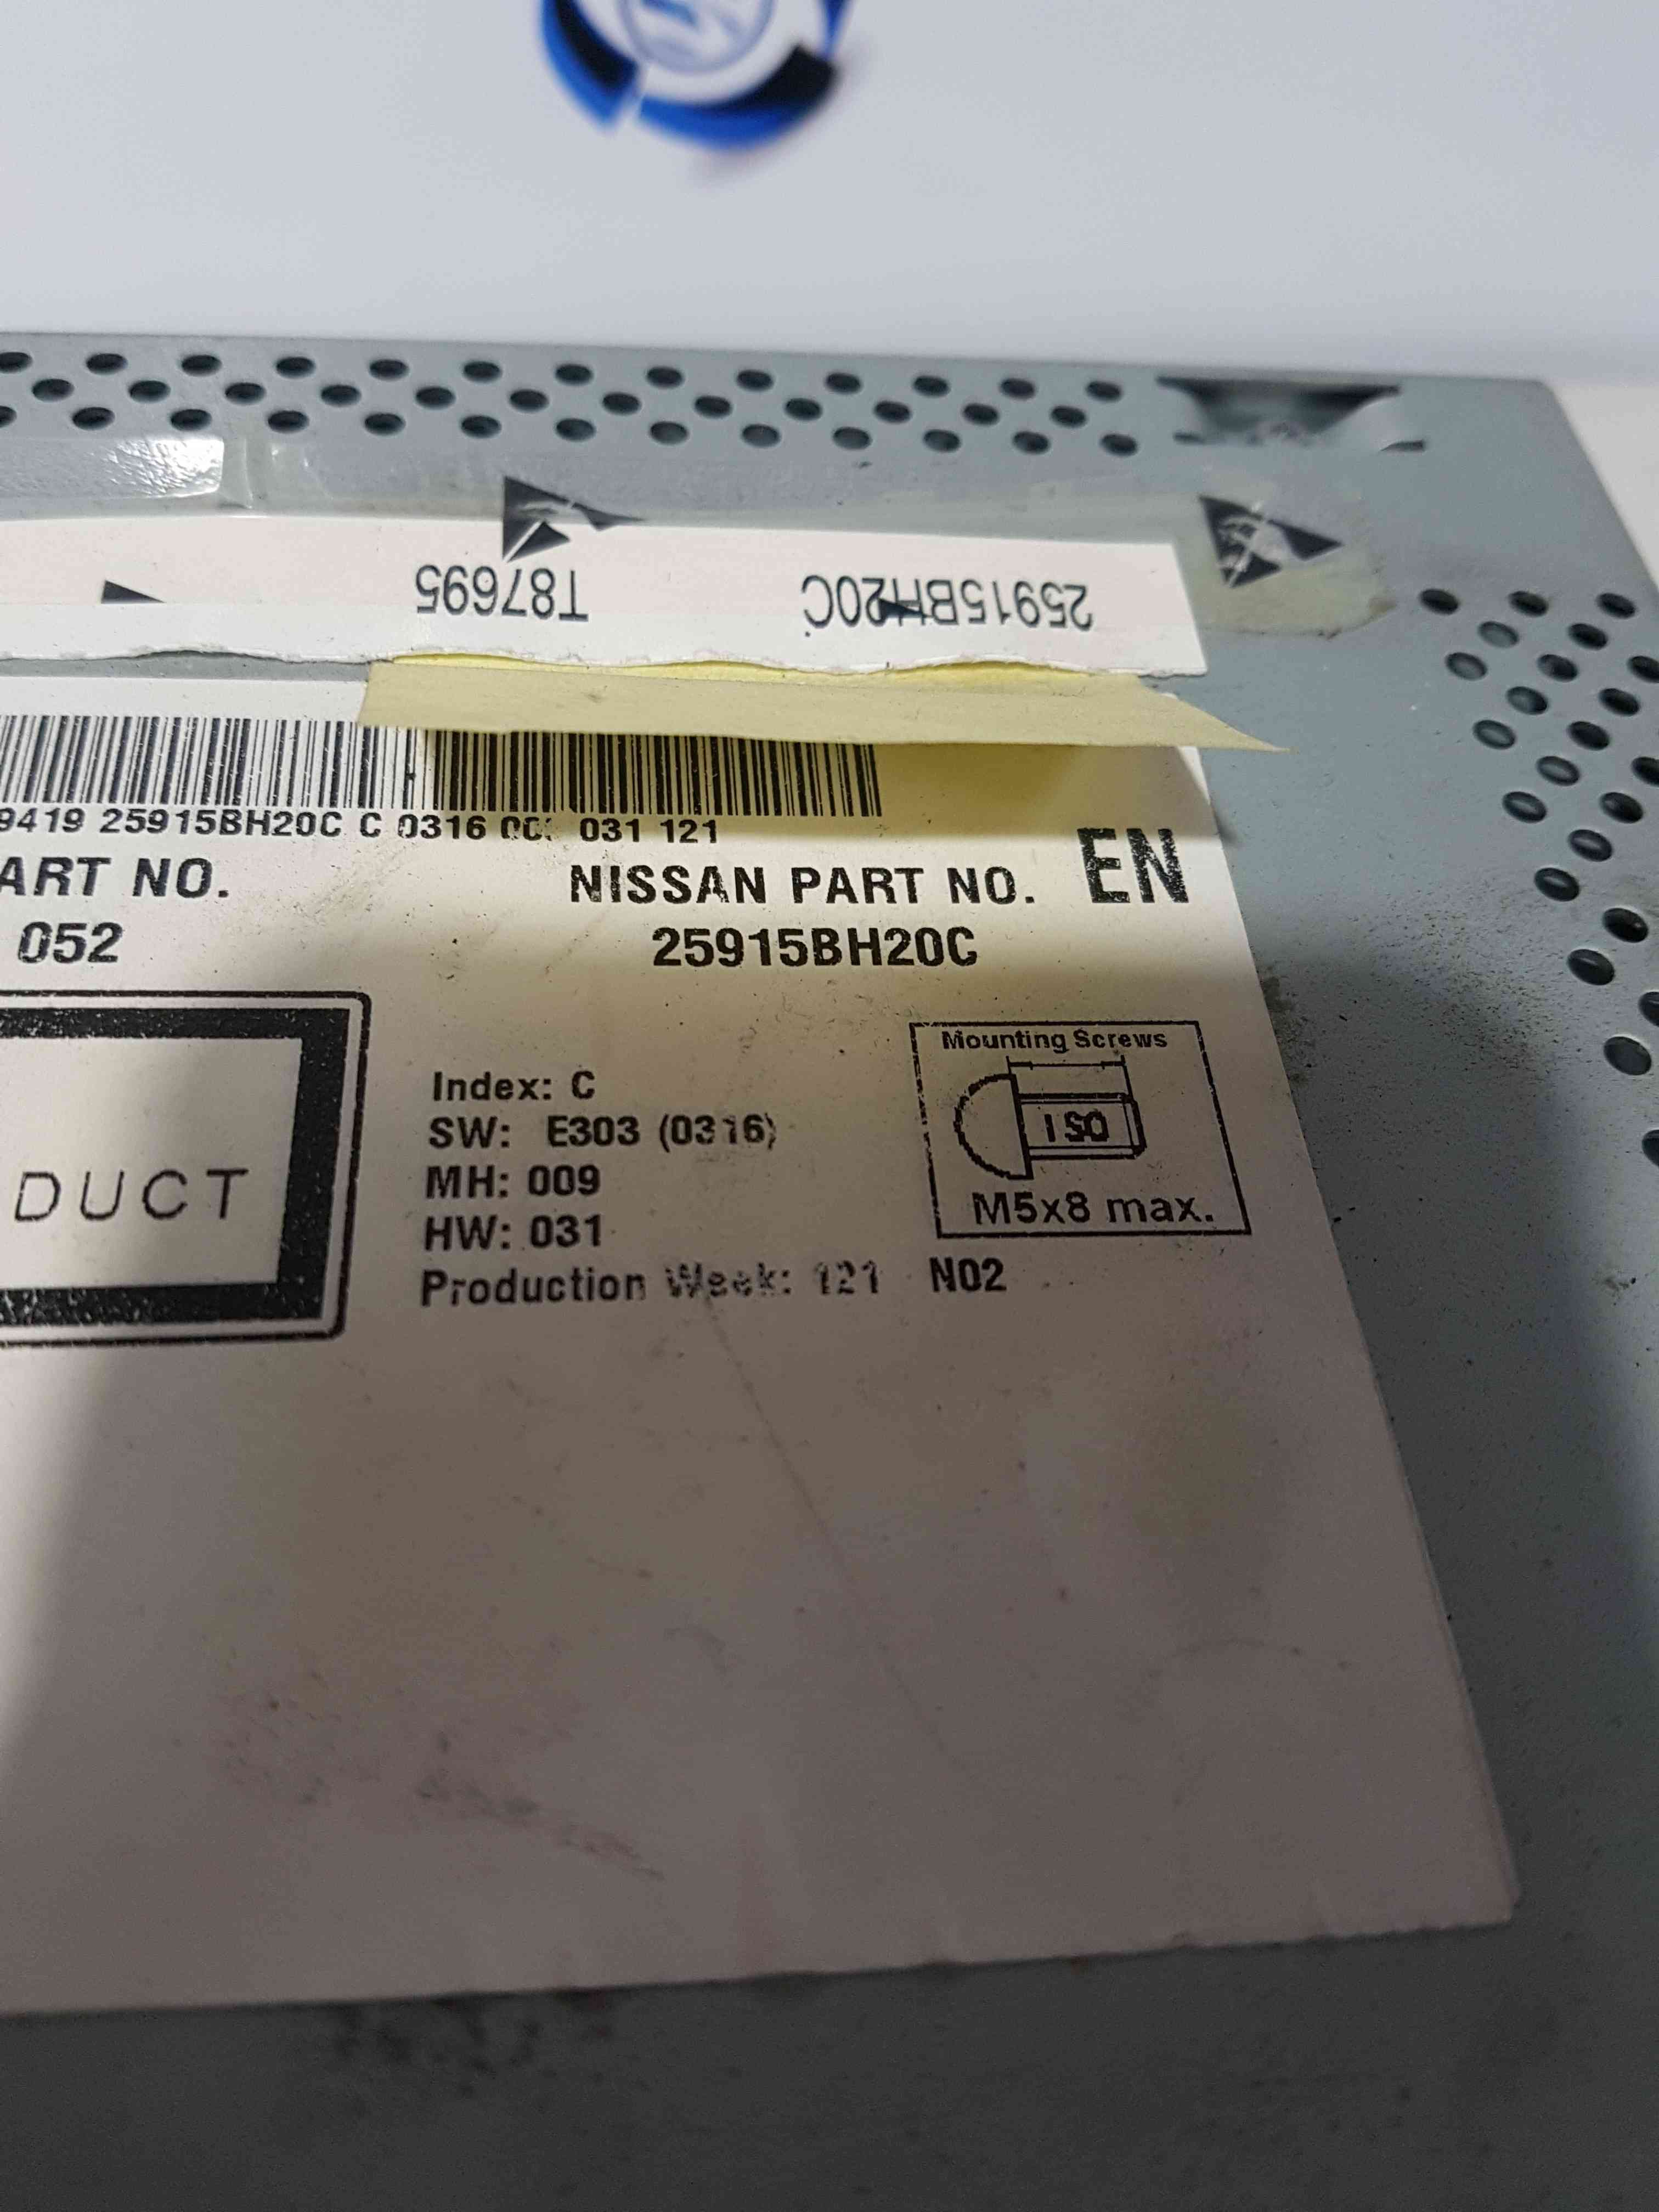 T87695 25915BH20C
9419 25915BH20C C 0316 031 121
ART NO.
052
NISSAN PART NO. EN
25915BH20C
DUCT
Index: C
SW: E303 (0316)
MH: 009
HW: 031
Production Week: 121 N02
Mounting Screws
ISO
M5x8 max.